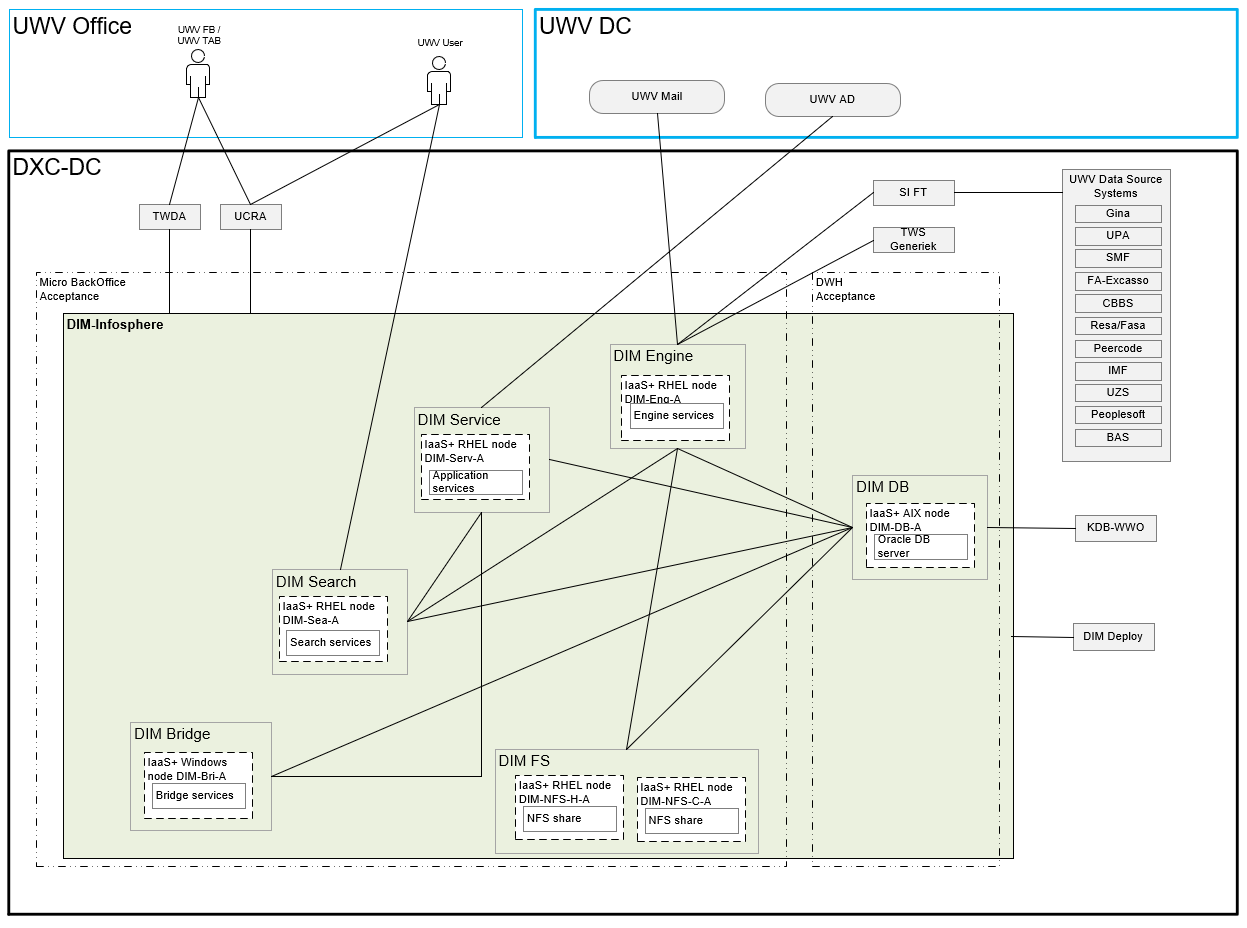 UWV Office
UWV FB /
UWV TAB
UWV User
UWV DC
UWV Mail
UWV AD
DXC-DC
TWDA
UCRA
SI FT
TWS
Generiek
UWV Data Source
Systems
Gina
UPA
SMF
FA-Excasso
CBBS
Resa/Fasa
Peercode
IMF
UZS
Peoplesoft
BAS
Micro BackOffice
Acceptance
DWH
Acceptance
DIM-Infosphere
DIM Engine
IaaS+ RHEL node
DIM-Eng-A
Engine services
DIM Service
IaaS+ RHEL node
DIM-Serv-A
Application
services
DIM DB
IaaS+ AIX node
DIM-DB-A
Oracle DB
server
KDB-WWO
DIM Search
IaaS+ RHEL node
DIM-Sea-A
Search services
DIM Deploy
DIM Bridge
IaaS+ Windows
node DIM-Bri-A
Bridge services
DIM FS
IaaS+ RHEL node
DIM-NFS-H-A
NFS share
IaaS+ RHEL node
DIM-NFS-C-A
NFS share